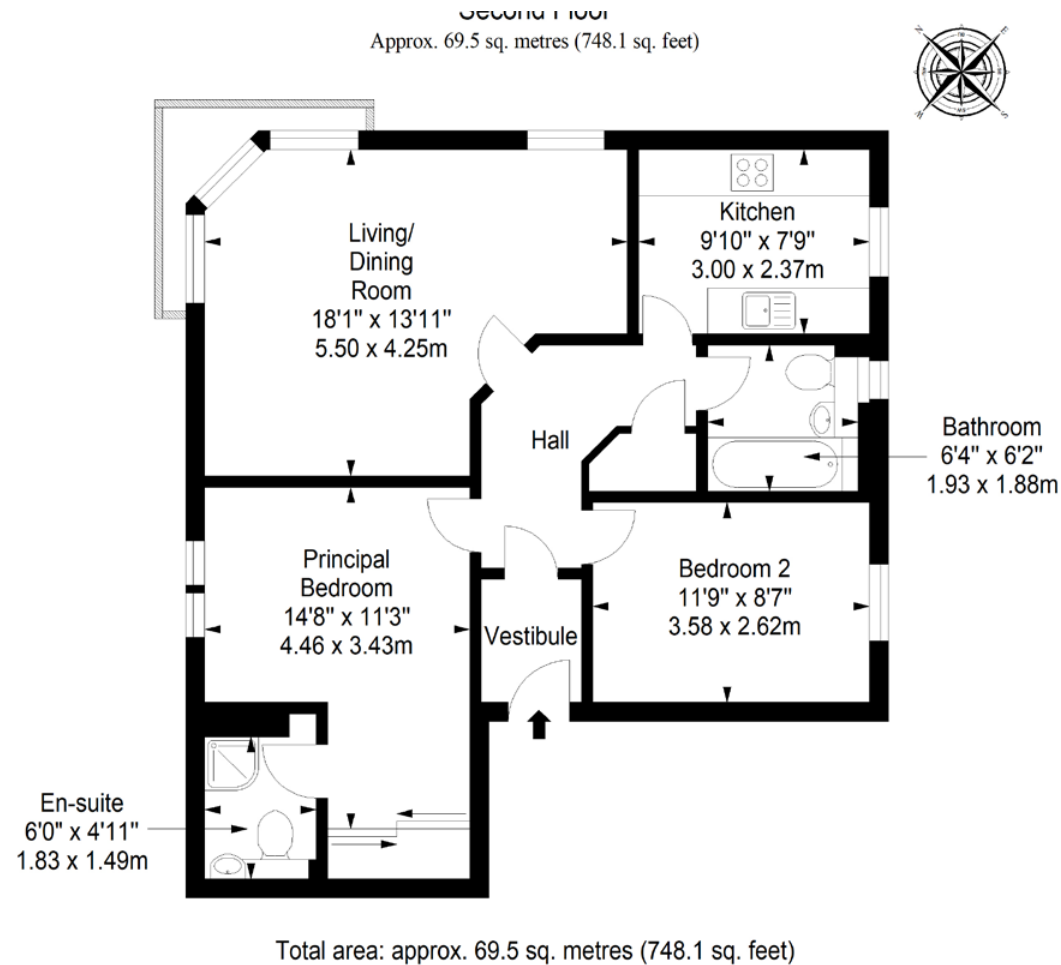 Second Floor
Approx. 69.5 sq. metres (748.1 sq. feet)
N
E
S
W
Living/
Dining
Room
18'1" x 13'11"
5.50 x 4.25m
Kitchen
9'10" x 7'9"
3.00 x 2.37m
Hall
Bathroom
6'4" x 6'2"
1.93 x 1.88m
Principal
Bedroom
14'8" x 11'3"
4.46 x 3.43m
Vestibule
Bedroom 2
11'9" x 8'7"
3.58 x 2.62m
En-suite
6'0" x 4'11"
1.83 x 1.49m
Total area: approx. 69.5 sq. metres (748.1 sq. feet)